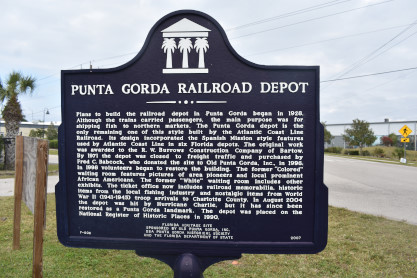 PUNTA GORDA RAILROAD DEPOT
Plans to build the railroad depot in Punta Gorda began in 1928.
Although the trains carried passengers, the main purpose was for
shipping fish to northern markets. The Punta Gorda depot is the
only remaining one of this style built by the Atlantic Coast Line
Railroad. Its design incorporated the Spanish Mission style features
used by Atlantic Coast Line in six Florida depots. The original work
was awarded to the R. W. Burrows Construction Company of Bartow.
By 1971 the depot was closed to freight traffic and purchased by
Fred C. Babcock, who donated the site to Old Punta Gorda, Inc., in 1996.
In 1996 volunteers began to restore the building. The former "Colored"
waiting room features pictures of area pioneers and local prominent
African Americans. The former "White" waiting room includes other
exhibits. The ticket office now includes railroad memorabilia, historic
items from the local fishing industry and nostalgic items from World
War II (1941-1945) troop arrivals to Charlotte County. In August 2004
the depot was hit by Hurricane Charlie, but it has since been
restored as a Punta Gorda landmark. The depot was placed on the
National Register of Historic Places in 1990.
FLORIDA HERITAGE SITE
SPONSORED BY OLD PUNTA GORDA, INC.
AND THE FLORIDA DEPARTMENT OF STATE
2007